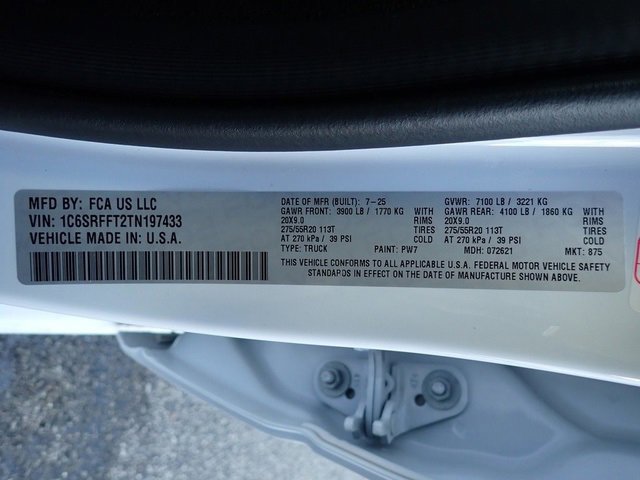 MFD BY: FCA US LLC
VIN: 1C6SRFFT2TN197433
VEHICLE MADE IN: U.S.A.
DATE OF MFR (BUILT): 7-25
GAWR FRONT: 3900 LB / 1770 KG WITH
20X9.0 RIMS
275/55R20 113T TIRES
AT 270 kPa / 39 PSI COLD
TYPE: TRUCK PAINT: PW7
GVWR: 7100 LB / 3221 KG
GAWR REAR: 4100 LB / 1860 KG WITH
20X9.0 RIMS
275/55R20 113T TIRES
AT 270 kPa / 39 PSI COLD
MDH: 072621 MKT: 875
THIS VEHICLE CONFORMS TO ALL APPLICABLE U.S.A. FEDERAL MOTOR VEHICLE SAFETY
STANDARDS IN EFFECT ON THE DATE OF MANUFACTURE SHOWN ABOVE.